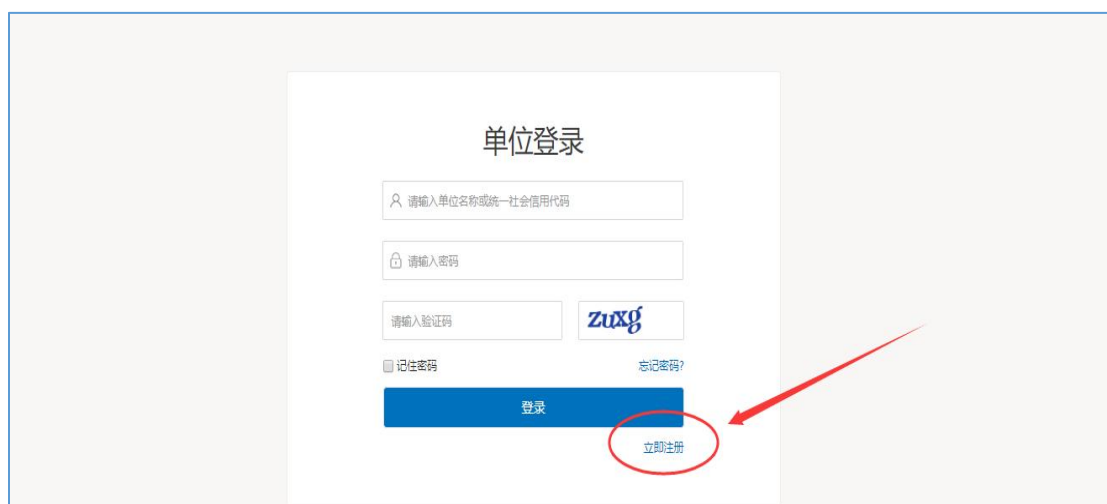 单位登录
请输入单位名称或统一社会信用代码
请输入密码
请输入验证码
zuxg
记住密码
忘记密码?
登录
立即注册